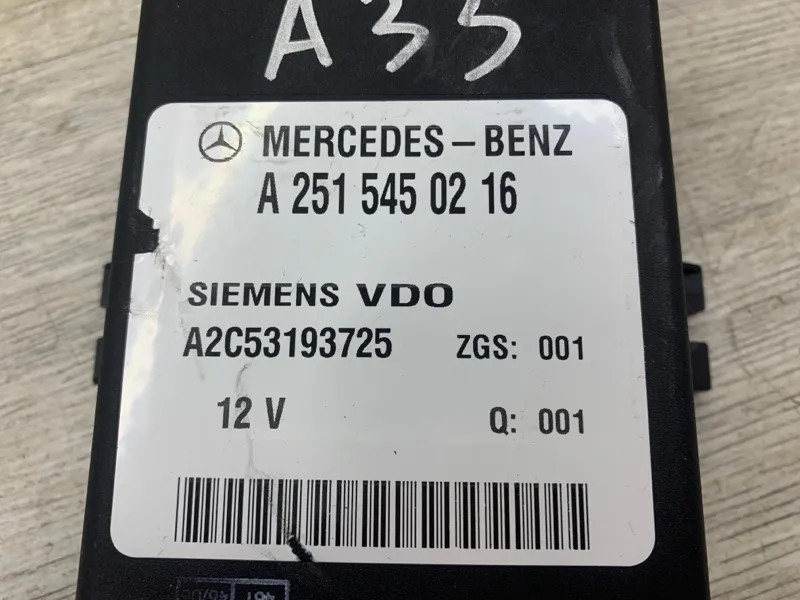 A35
MERCEDES-BENZ
A 251 545 02 16
SIEMENS VDO
A2C53193725 ZGS: 001
12 V Q: 001